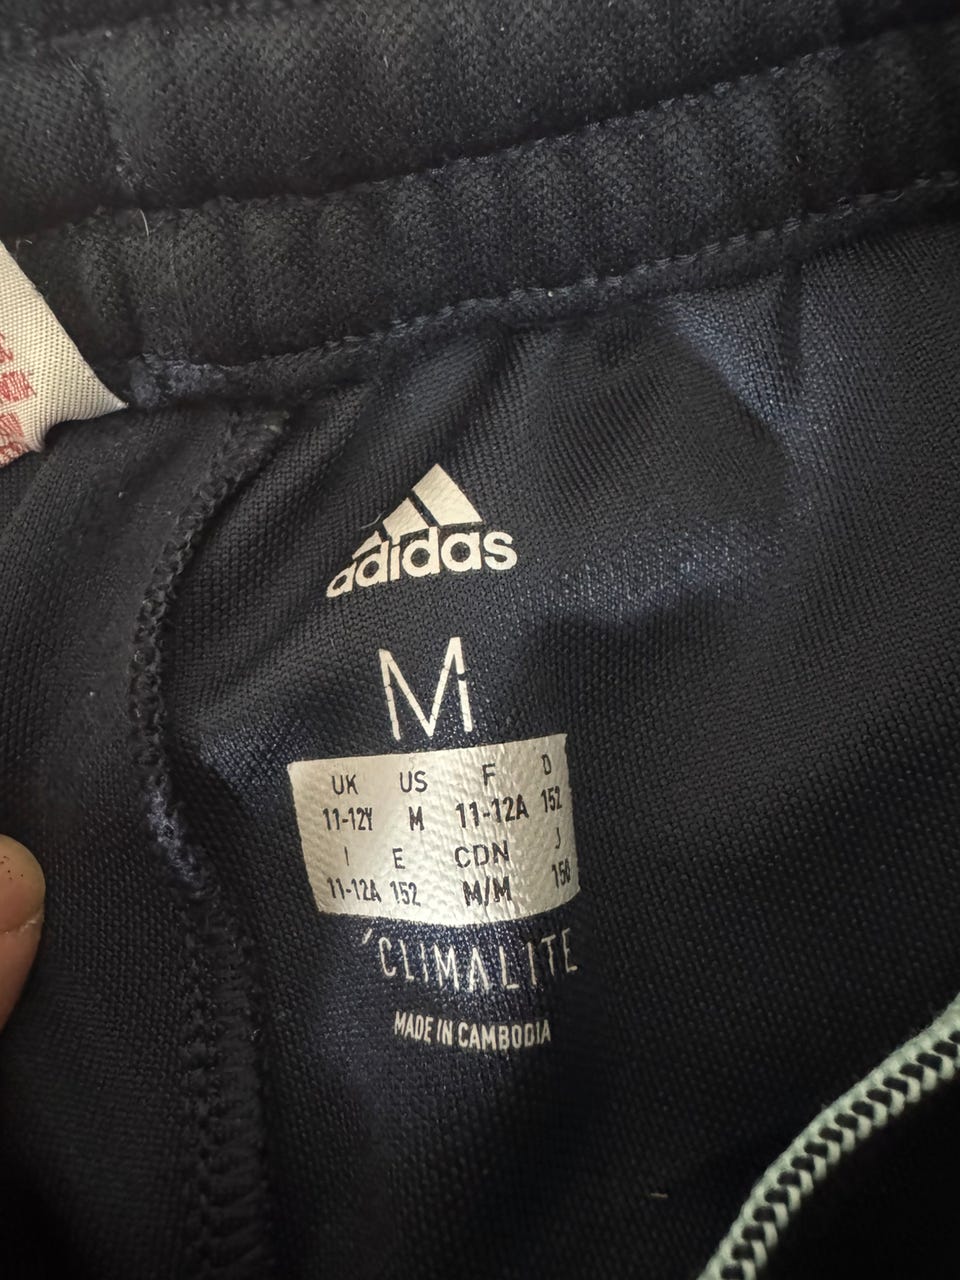 adidas
M
UK US F D
11-12Y M 11-12A 152
I E CDN J
11-12A 152 M/M 150
CLIMALITE
MADE IN CAMBODIA